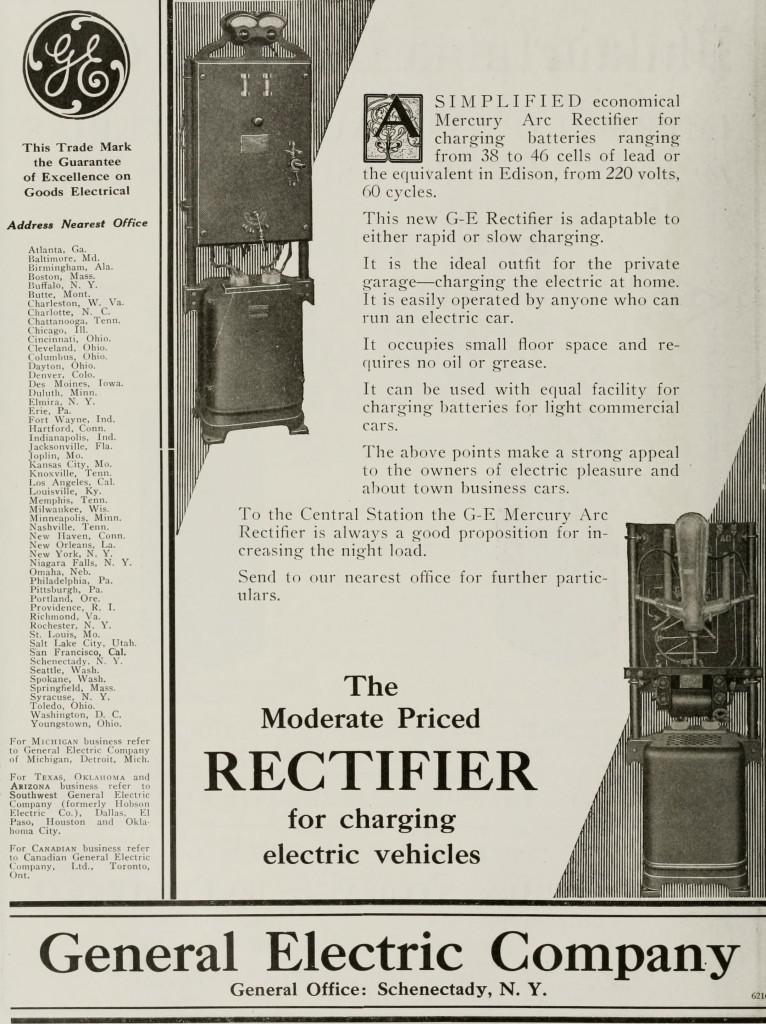 GE
This Trade Mark
the Guarantee
of Excellence on
Goods Electrical
Address Nearest Office
Atlanta, Ga.
Baltimore, Md.
Birmingham, Ala.
Boston, Mass.
Buffalo, N. Y.
Butte, Mont.
Charleston, W. Va.
Charlotte, N. C.
Chattanooga, Tenn.
Chicago, Ill.
Cincinnati, Ohio.
Cleveland, Ohio.
Columbus, Ohio.
Dayton, Ohio.
Denver, Colo.
Des Moines, Iowa.
Duluth, Minn.
Elmira, N. Y.
Erie, Pa.
Fort Wayne, Ind.
Hartford, Conn.
Indianapolis, Ind.
Jacksonville, Fla.
Joplin, Mo.
Kansas City, Mo.
Knoxville, Tenn.
Los Angeles, Cal.
Louisville, Ky.
Memphis, Tenn.
Milwaukee, Wis.
Minneapolis, Minn.
Nashville, Tenn.
New Haven, Conn.
New Orleans, La.
New York, N. Y.
Niagara Falls, N. Y.
Omaha, Neb.
Philadelphia, Pa.
Pittsburg, Pa.
Portland, Ore.
Providence, R. I.
Richmond, Va.
Rochester, N. Y.
St. Louis, Mo.
Salt Lake City, Utah.
San Francisco, Cal.
Schenectady, N. Y.
Seattle, Wash.
Spokane, Wash.
Springfield, Mass.
Syracuse, N. Y.
Toledo, Ohio.
Washington, D. C.
Youngstown, Ohio.
For MICHIGAN business refer
to General Electric Company
of Michigan, Detroit, Mich.
For TEXAS, OKLAHOMA and
ARIZONA business refer to
Southwest General Electric
Company (formerly Hobson
Electric Co.), Dallas, El
Paso, Houston and Okla-
homa City.
For CANADIAN business refer
to Canadian General Electric
Company, Ltd., Toronto,
Ont.
A SIMPLIFIED economical
Mercury Arc Rectifier for
charging batteries ranging
from 38 to 46 cells of lead or
the equivalent in Edison, from 220 volts,
60 cycles.
This new G-E Rectifier is adaptable to
either rapid or slow charging.
It is the ideal outfit for the private
garage—charging the electric at home.
It is easily operated by anyone who can
run an electric car.
It occupies small floor space and re-
quires no oil or grease.
It can be used with equal facility for
charging batteries for light commercial
cars.
The above points make a strong appeal
to the owners of electric pleasure and
about town business cars.
To the Central Station the G-E Mercury Arc
Rectifier is always a good proposition for in-
creasing the night load.
Send to our nearest office for further partic-
ulars.
The
Moderate Priced
RECTIFIER
for charging
electric vehicles
General Electric Company
General Office: Schenectady, N. Y.